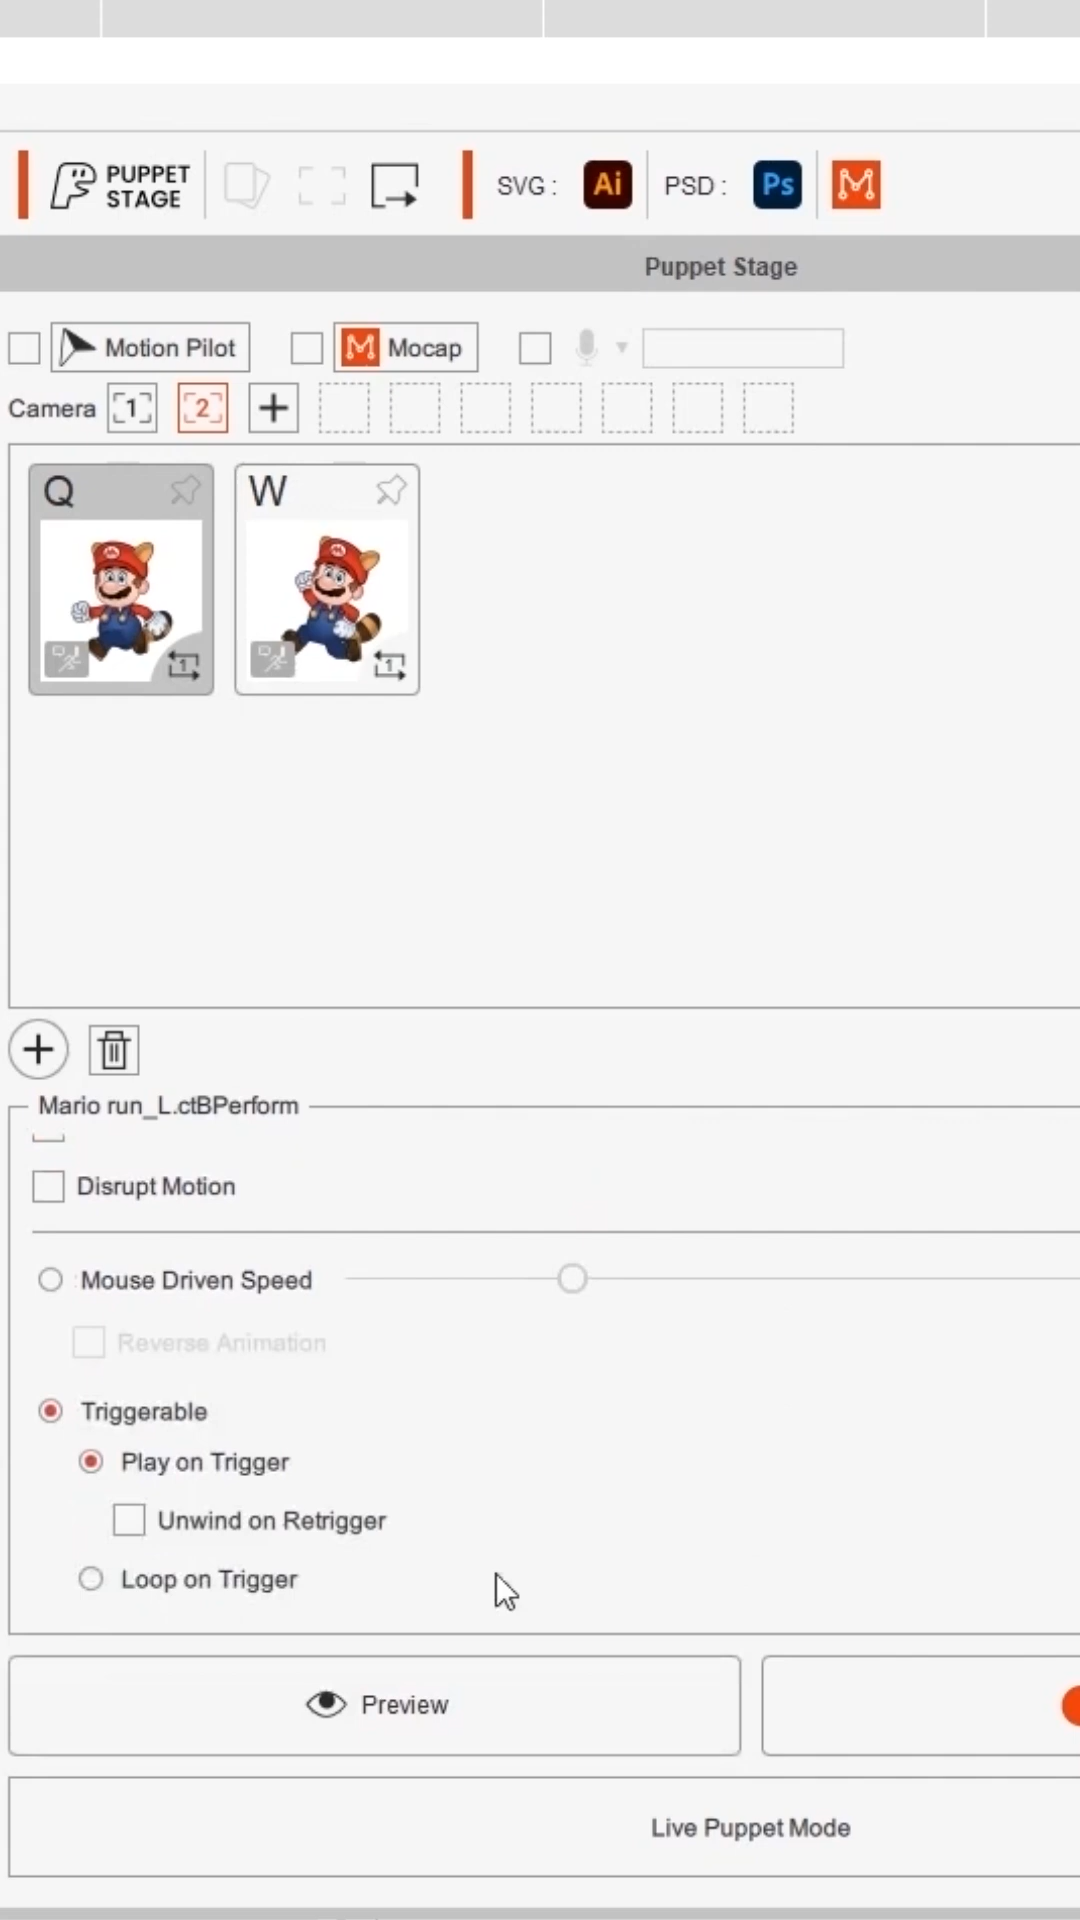 PUPPET
STAGE
SVG :
Ai
PSD :
Ps
Puppet Stage
Motion Pilot
Mocap
Camera
1
2
Q
W
1
1
Mario run_L.ctBPerform
Disrupt Motion
Mouse Driven Speed
Reverse Animation
Triggerable
Play on Trigger
Unwind on Retrigger
Loop on Trigger
Preview
Live Puppet Mode